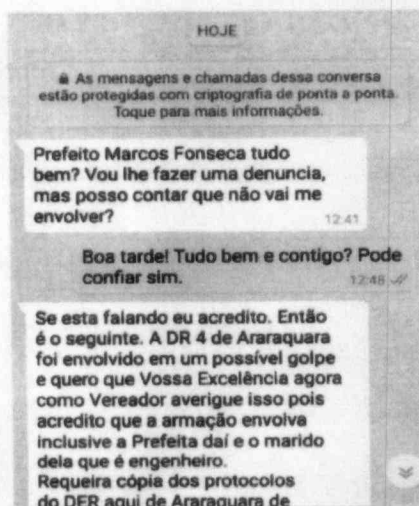 HOJE
As mensagens e chamadas dessa conversa
estão protegidas com criptografia de ponta a ponta.
Toque para mais informações.
Prefeito Marcos Fonseca tudo
bem? Vou lhe fazer uma denuncia,
mas posso contar que não vai me
envolver?
12:41
Boa tarde! Tudo bem e contigo? Pode
confiar sim.
12:48
Se esta falando eu acredito. Então
é o seguinte. A DR 4 de Araraquara
foi envolvido em um possível golpe
e quero que Vossa Excelência agora
como Vereador averigue isso pois
acredito que a armação envolva
inclusive a Prefeita daí e o marido
dela que é engenheiro.
Requeira cópia dos protocolos
do DER aqui de Araraquara de